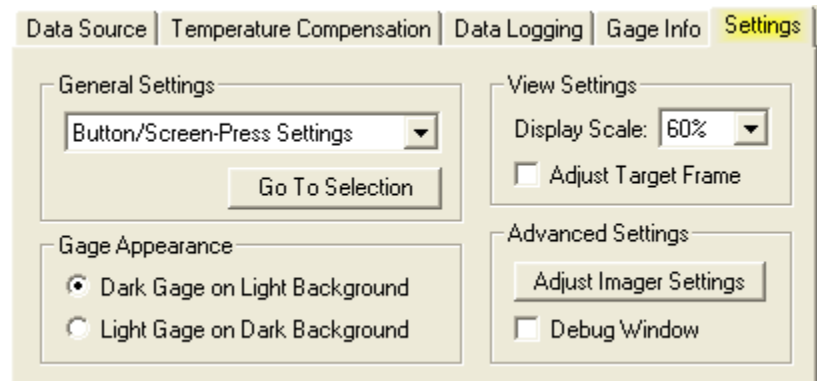 Data Source Temperature Compensation Data Logging Gage Info Settings
General Settings
Button/Screen-Press Settings
Go To Selection
Gage Appearance
Dark Gage on Light Background
Light Gage on Dark Background
View Settings
Display Scale: 60%
Adjust Target Frame
Advanced Settings
Adjust Imager Settings
Debug Window